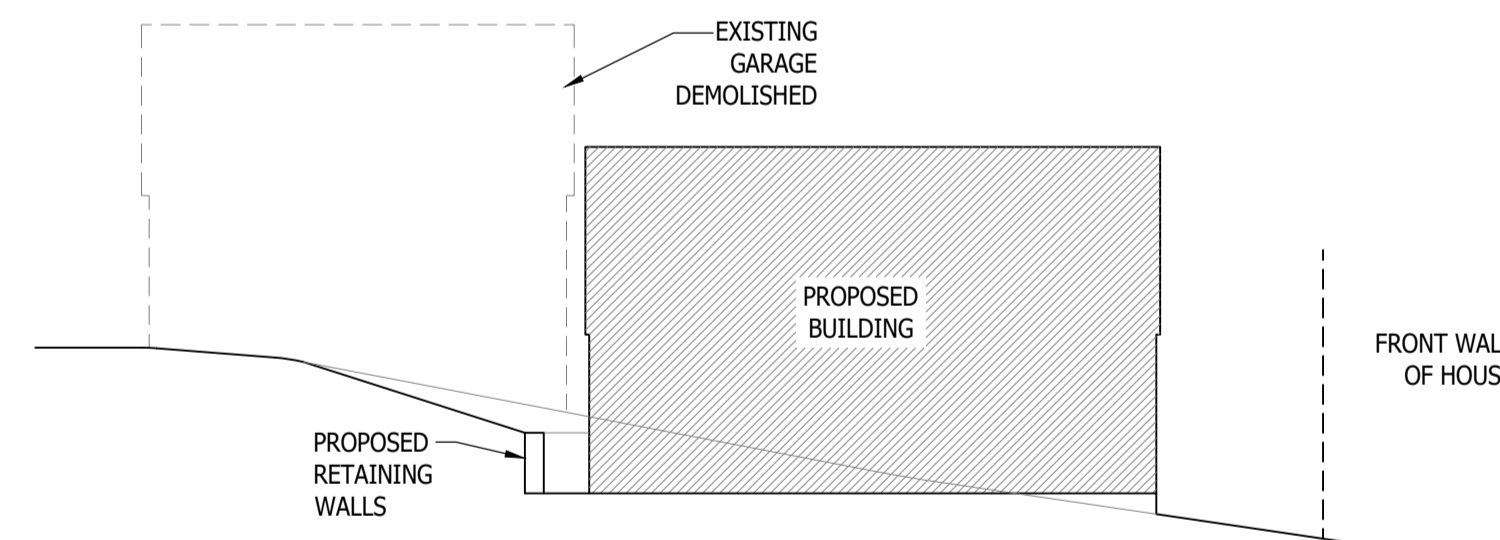 EXISTING
GARAGE
DEMOLISHED
PROPOSED
BUILDING
FRONT WAL
OF HOUS
PROPOSED
RETAINING
WALLS